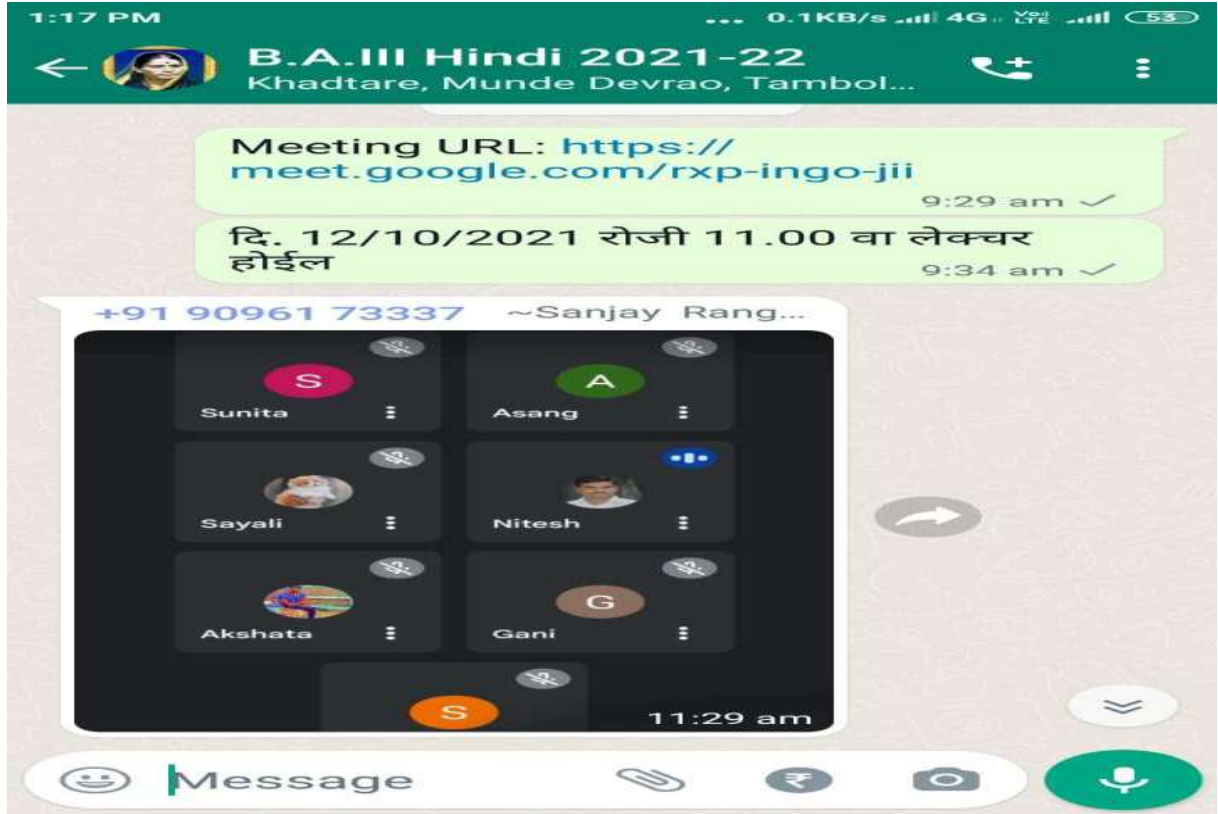 1:17 PM ... 0.1KB/s 4G Vo) LTE 53
B.A.III Hindi 2021-22
Khadtare, Munde Devrao, Tambol...
Meeting URL: https://
meet.google.com/rxp-ingo-jii
9:29 am
दि. 12/10/2021 रोजी 11.00 वा लेक्चर
होईल
9:34 am
+91 90961 73337 ~Sanjay Rang...
S A
Sunita Asang
Sayali Nitesh
G
Akshata Gani
S
11:29 am
Message ₹